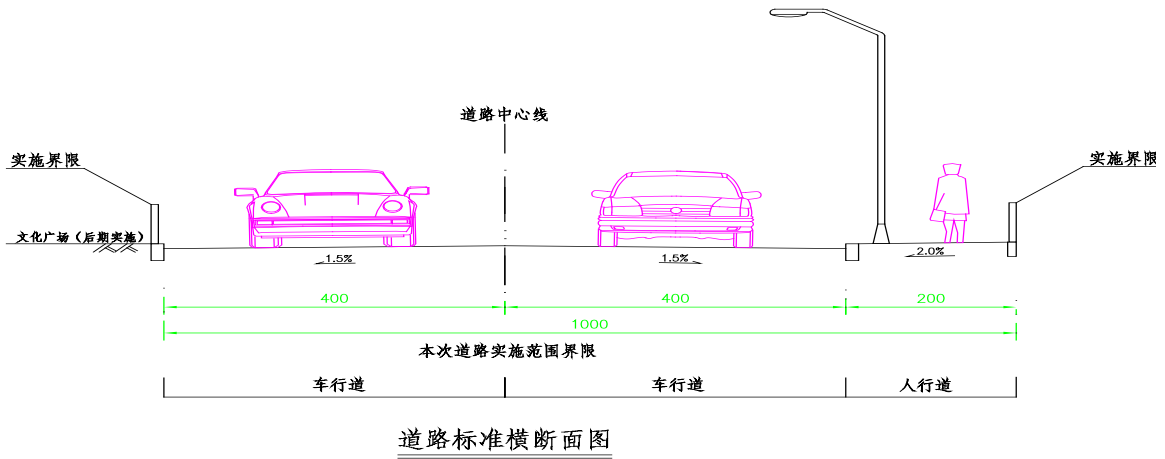 道路中心线
实施界限
实施界限
文化广场（后期实施）
1.5%
1.5%
2.0%
400
400
200
1000
本次道路实施范围界限
车行道
车行道
人行道
道路标准横断面图